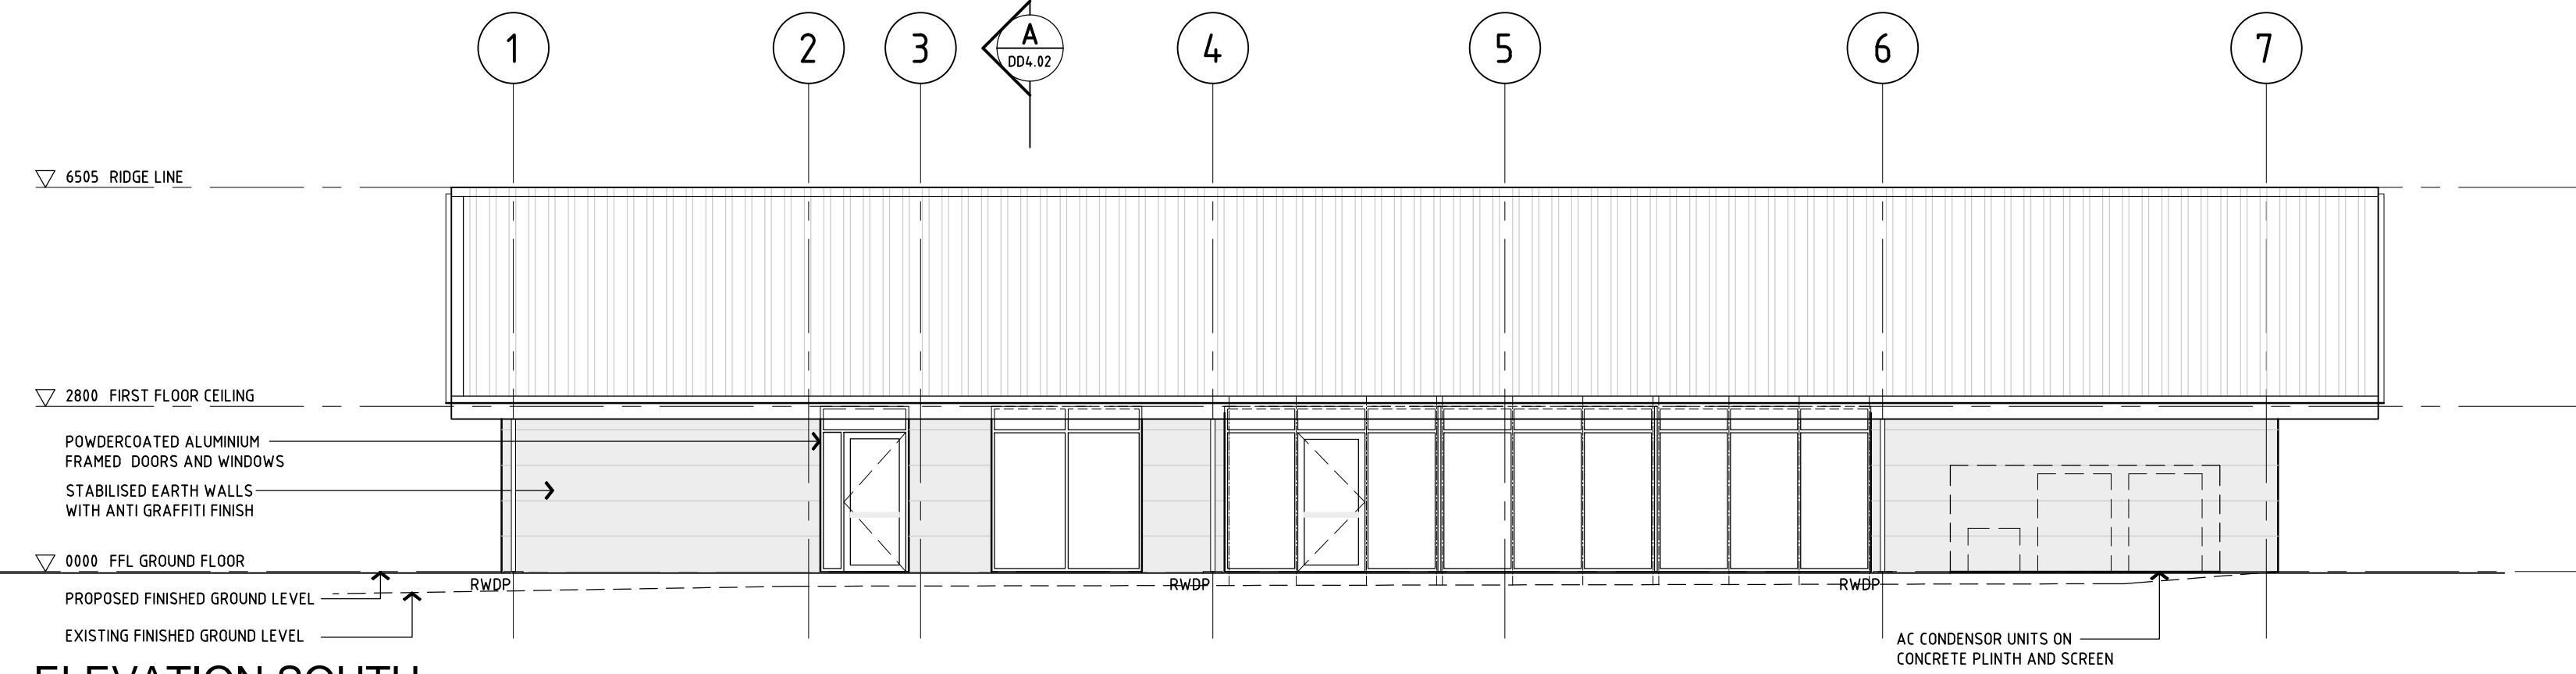 1
2
3
A
DD4.02
4
5
6
7
6505 RIDGE LINE
2800 FIRST FLOOR CEILING
POWDERCOATED ALUMINIUM
FRAMED DOORS AND WINDOWS
STABILISED EARTH WALLS
WITH ANTI GRAFFITI FINISH
0000 FFL GROUND FLOOR
RWDP
RWDP
RWDP
PROPOSED FINISHED GROUND LEVEL
EXISTING FINISHED GROUND LEVEL
AC CONDENSOR UNITS ON
CONCRETE PLINTH AND SCREEN
ELEVATION SOUTH